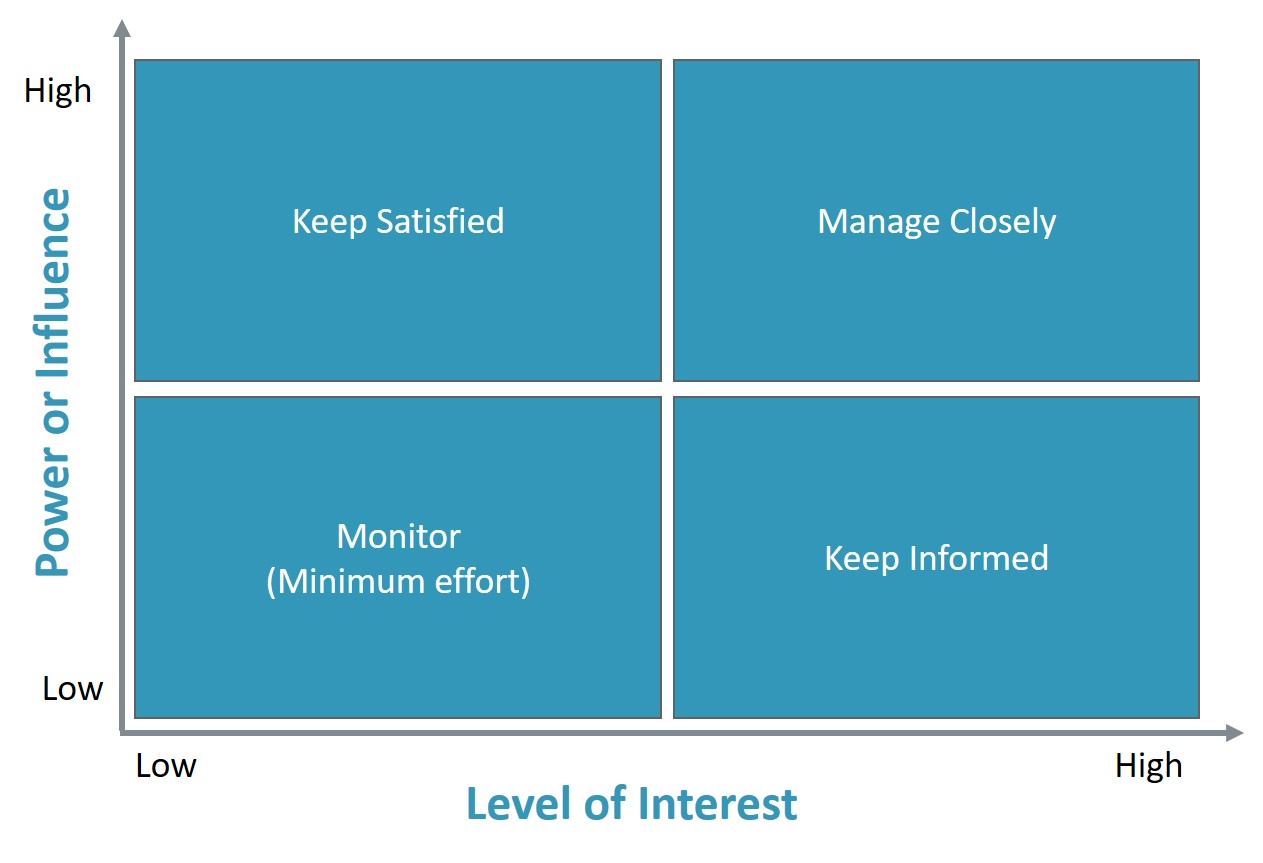 High
Keep Satisfied
Manage Closely
Power or Influence
Monitor
(Minimum effort)
Keep Informed
Low
Low
High
Level of Interest